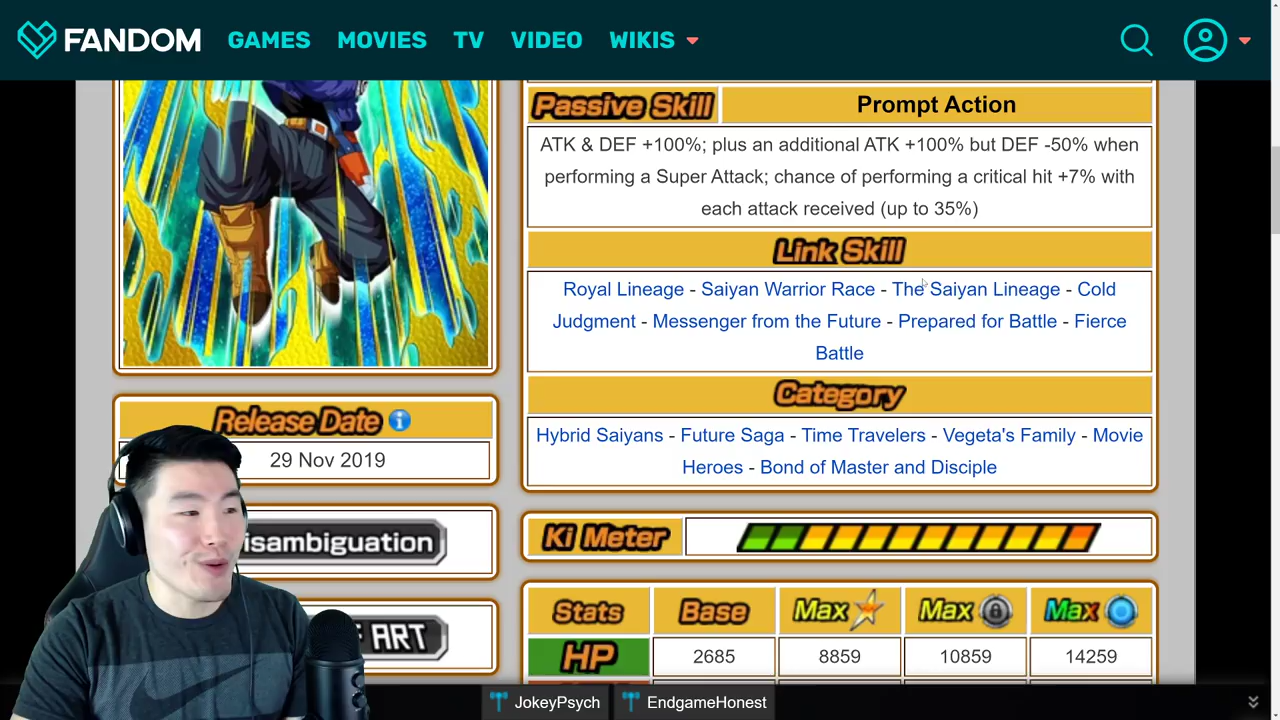 FANDOM GAMES MOVIES TV VIDEO WIKIS
Passive Skill Prompt Action
ATK & DEF +100%; plus an additional ATK +100% but DEF -50% when
performing a Super Attack; chance of performing a critical hit +7% with
each attack received (up to 35%)
Link Skill
Royal Lineage - Saiyan Warrior Race - The Saiyan Lineage - Cold
Judgment - Messenger from the Future - Prepared for Battle - Fierce
Battle
Category
Hybrid Saiyans - Future Saga - Time Travelers - Vegeta's Family - Movie
Heroes - Bond of Master and Disciple
Release Date i
29 Nov 2019
isambiguation
ART
Ki Meter
Stats Base Max Max Max
HP 2685 8859 10859 14259
JokeyPsych EndgameHonest